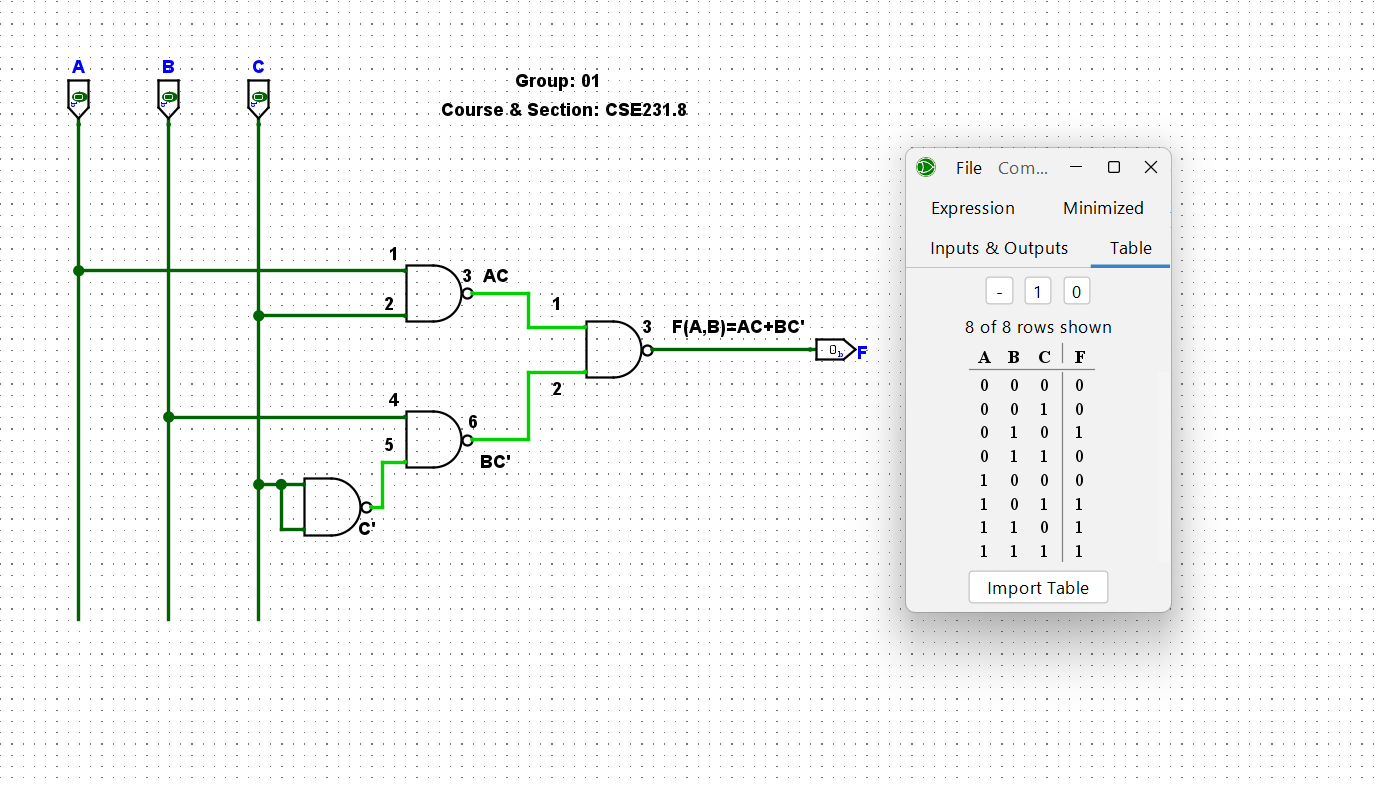 A B C
Group: 01
Course & Section: CSE231.8
File Com...
Expression Minimized
Inputs & Outputs Table
- 1 0
8 of 8 rows shown
A B C F
0 0 0 0
0 0 1 0
0 1 0 1
0 1 1 0
1 0 0 0
1 0 1 1
1 1 0 1
1 1 1 1
Import Table
1
2
3 AC
1
2
3 F(A,B)=AC+BC'
0b F
4
5
6
BC'
C'